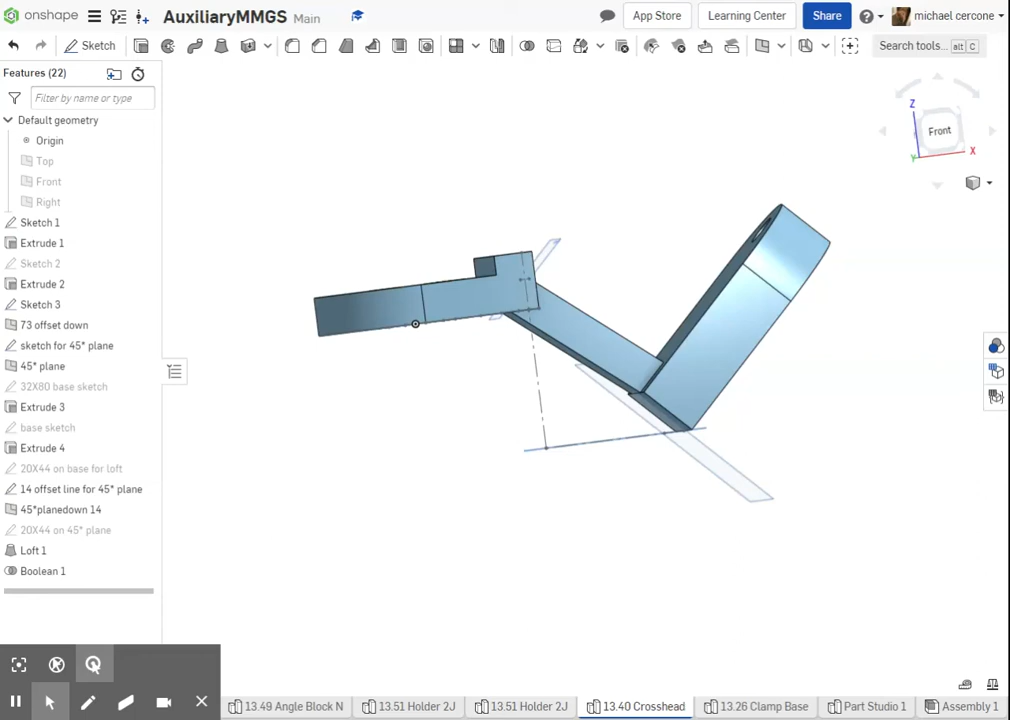 onshape AuxiliaryMMGS Main App Store Learning Center Share michael cercone
Sketch Search tools... alt C
Features (22)
Filter by name or type
Default geometry
Origin
Top
Front
Right
Sketch 1
Extrude 1
Sketch 2
Extrude 2
Sketch 3
73 offset down
sketch for 45* plane
45* plane
32X80 base sketch
Extrude 3
base sketch
Extrude 4
20X44 on base for loft
14 offset line for 45* plane
45*planedown 14
20X44 on 45* plane
Loft 1
Boolean 1
Z
Front
X
Y
13.49 Angle Block N 13.51 Holder 2J 13.51 Holder 2J 13.40 Crosshead 13.26 Clamp Base Part Studio 1 Assembly 1